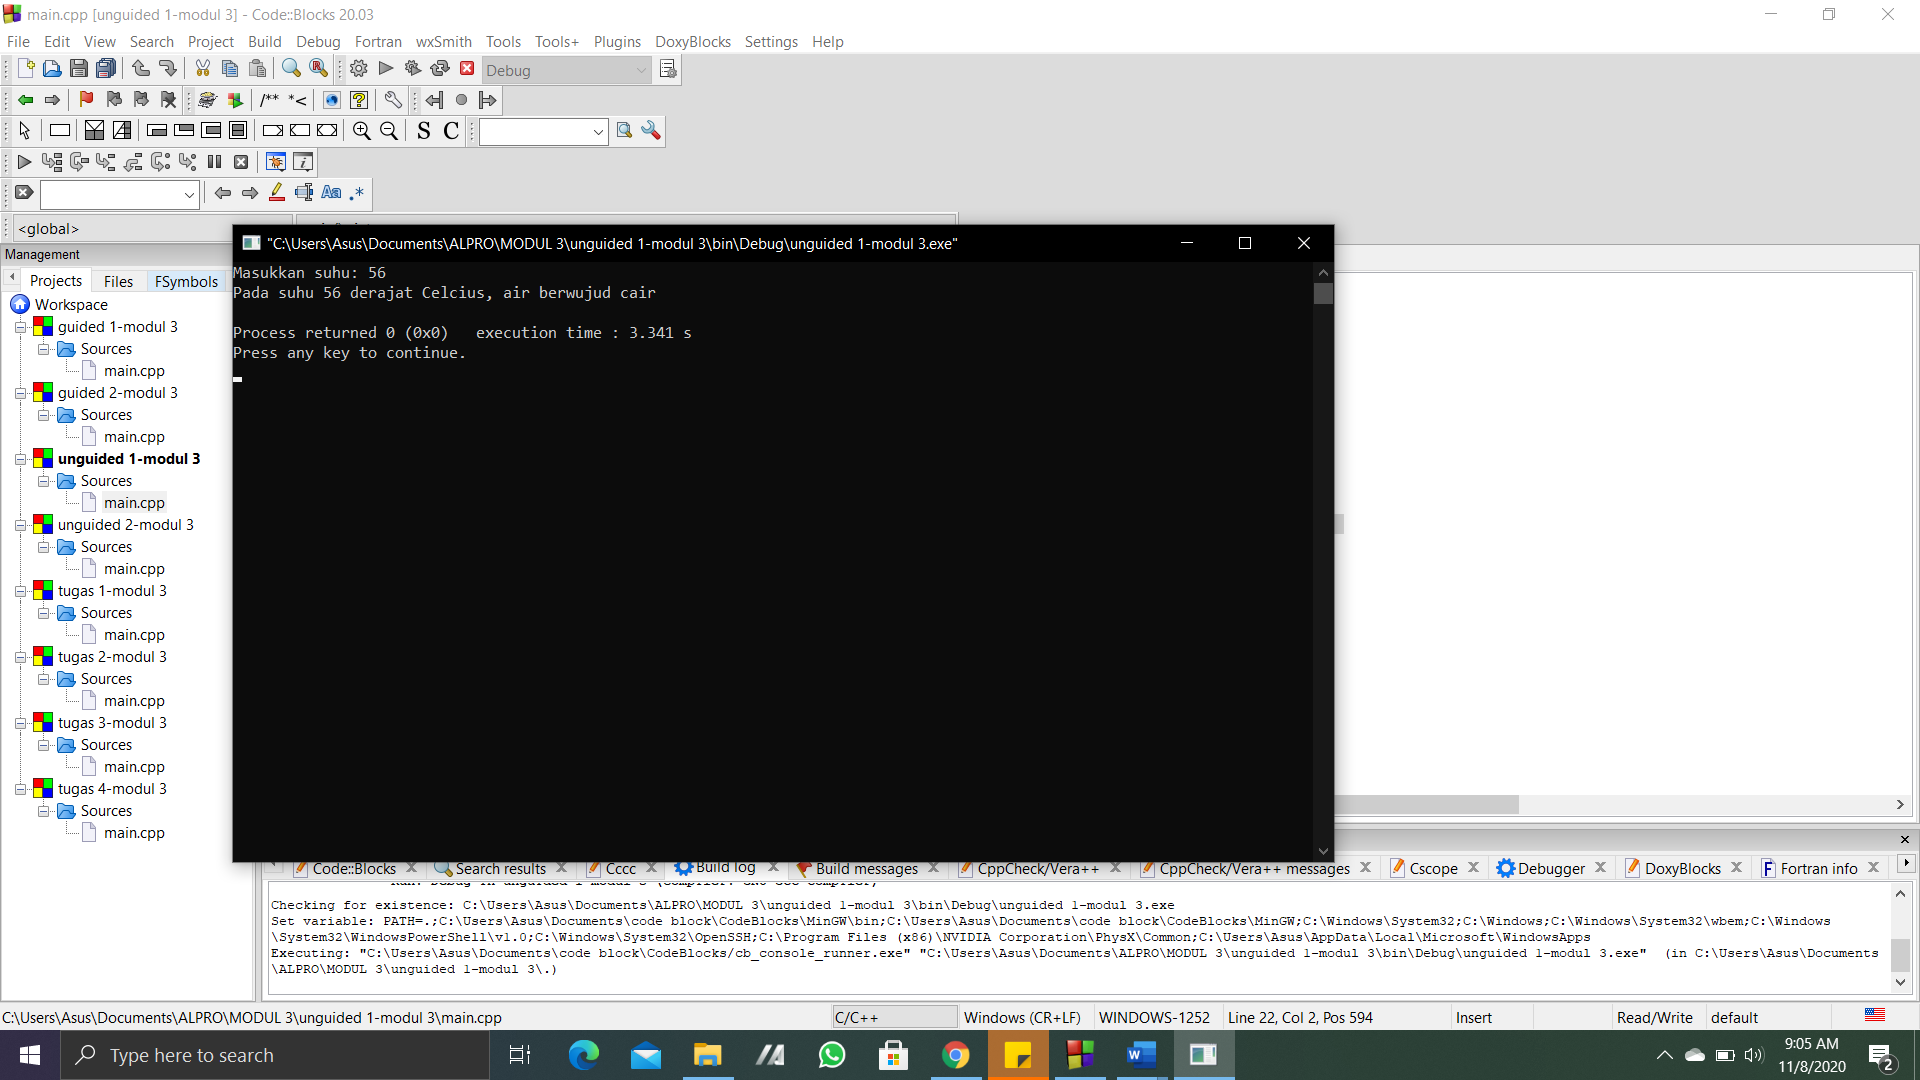 main.cpp [unguided 1-modul 3] - Code::Blocks 20.03
File Edit View Search Project Build Debug Fortran wxSmith Tools Tools+ Plugins DoxyBlocks Settings Help
Debug
/** *<
S C
Aa .*
<global>
Management
Projects Files FSymbols
Workspace
guided 1-modul 3
Sources
main.cpp
guided 2-modul 3
Sources
main.cpp
unguided 1-modul 3
Sources
main.cpp
unguided 2-modul 3
Sources
main.cpp
tugas 1-modul 3
Sources
main.cpp
tugas 2-modul 3
Sources
main.cpp
tugas 3-modul 3
Sources
main.cpp
tugas 4-modul 3
Sources
main.cpp
"C:\Users\Asus\Documents\ALPRO\MODUL 3\unguided 1-modul 3\bin\Debug\unguided 1-modul 3.exe"
Masukkan suhu: 56
Pada suhu 56 derajat Celcius, air berwujud cair
Process returned 0 (0x0)   execution time : 3.341 s
Press any key to continue.
Code::Blocks Search results Cccc Build log Build messages CppCheck/Vera++ CppCheck/Vera++ messages Cscope Debugger DoxyBlocks Fortran info
Checking for existence: C:\Users\Asus\Documents\ALPRO\MODUL 3\unguided 1-modul 3\bin\Debug\unguided 1-modul 3.exe
Set variable: PATH=.;C:\Users\Asus\Documents\code block\CodeBlocks\MinGW\bin;C:\Users\Asus\Documents\code block\CodeBlocks\MinGW;C:\Windows\System32;C:\Windows;C:\Windows\System32\wbem;C:\Windows
\System32\WindowsPowerShell\v1.0;C:\Windows\System32\OpenSSH;C:\Program Files (x86)\NVIDIA Corporation\PhysX\Common;C:\Users\Asus\AppData\Local\Microsoft\WindowsApps
Executing: "C:\Users\Asus\Documents\code block\CodeBlocks/cb_console_runner.exe" "C:\Users\Asus\Documents\ALPRO\MODUL 3\unguided 1-modul 3\bin\Debug\unguided 1-modul 3.exe"  (in C:\Users\Asus\Documents
\ALPRO\MODUL 3\unguided 1-modul 3\.)
C:\Users\Asus\Documents\ALPRO\MODUL 3\unguided 1-modul 3\main.cpp C/C++ Windows (CR+LF) WINDOWS-1252 Line 22, Col 2, Pos 594 Insert Read/Write default
Type here to search
9:05 AM
11/8/2020
2